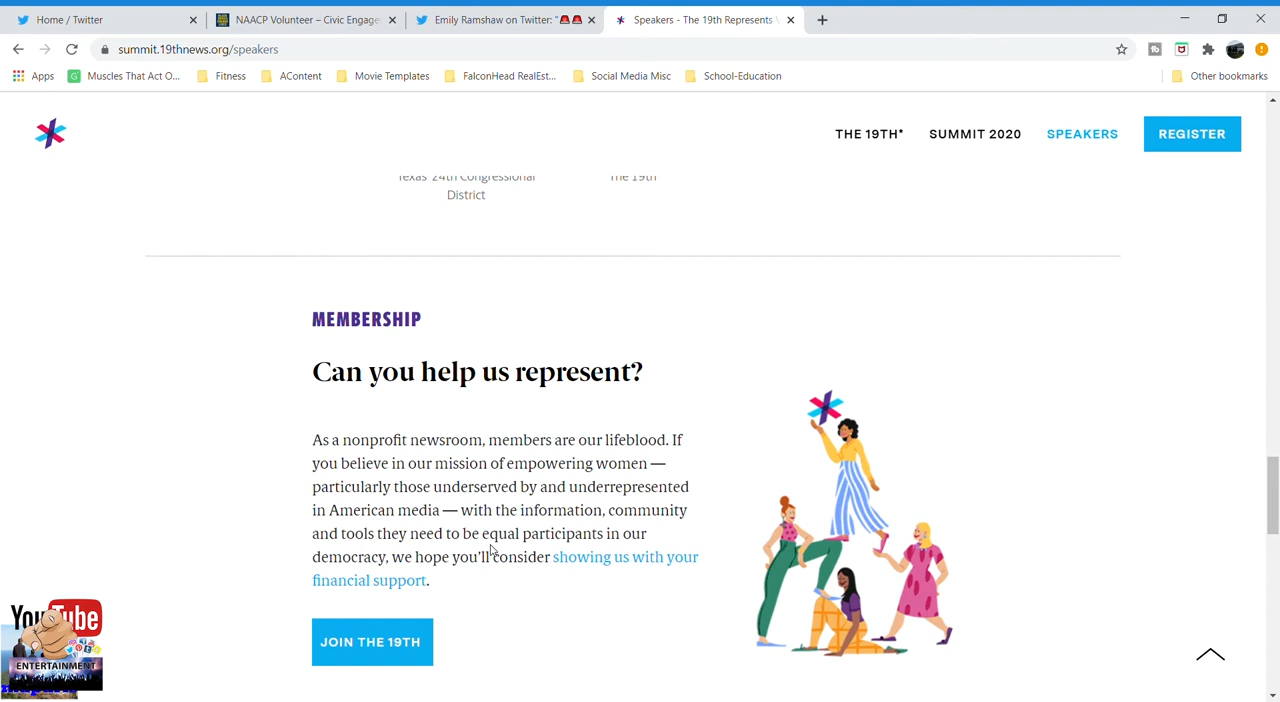 Home / Twitter
NAACP Volunteer – Civic Engage
Emily Ramshaw on Twitter: "
Speakers - The 19th Represents
summit.19thnews.org/speakers
Apps
Muscles That Act O...
Fitness
AContent
Movie Templates
FalconHead RealEst...
Social Media Misc
School-Education
Other bookmarks
THE 19TH*
SUMMIT 2020
SPEAKERS
REGISTER
Texas' 24th Congressional
District
The 19th
MEMBERSHIP
Can you help us represent?
As a nonprofit newsroom, members are our lifeblood. If
you believe in our mission of empowering women —
particularly those underserved by and underrepresented
in American media — with the information, community
and tools they need to be equal participants in our
democracy, we hope you'll consider showing us with your
financial support.
JOIN THE 19TH
YouTube
ENTERTAINMENT